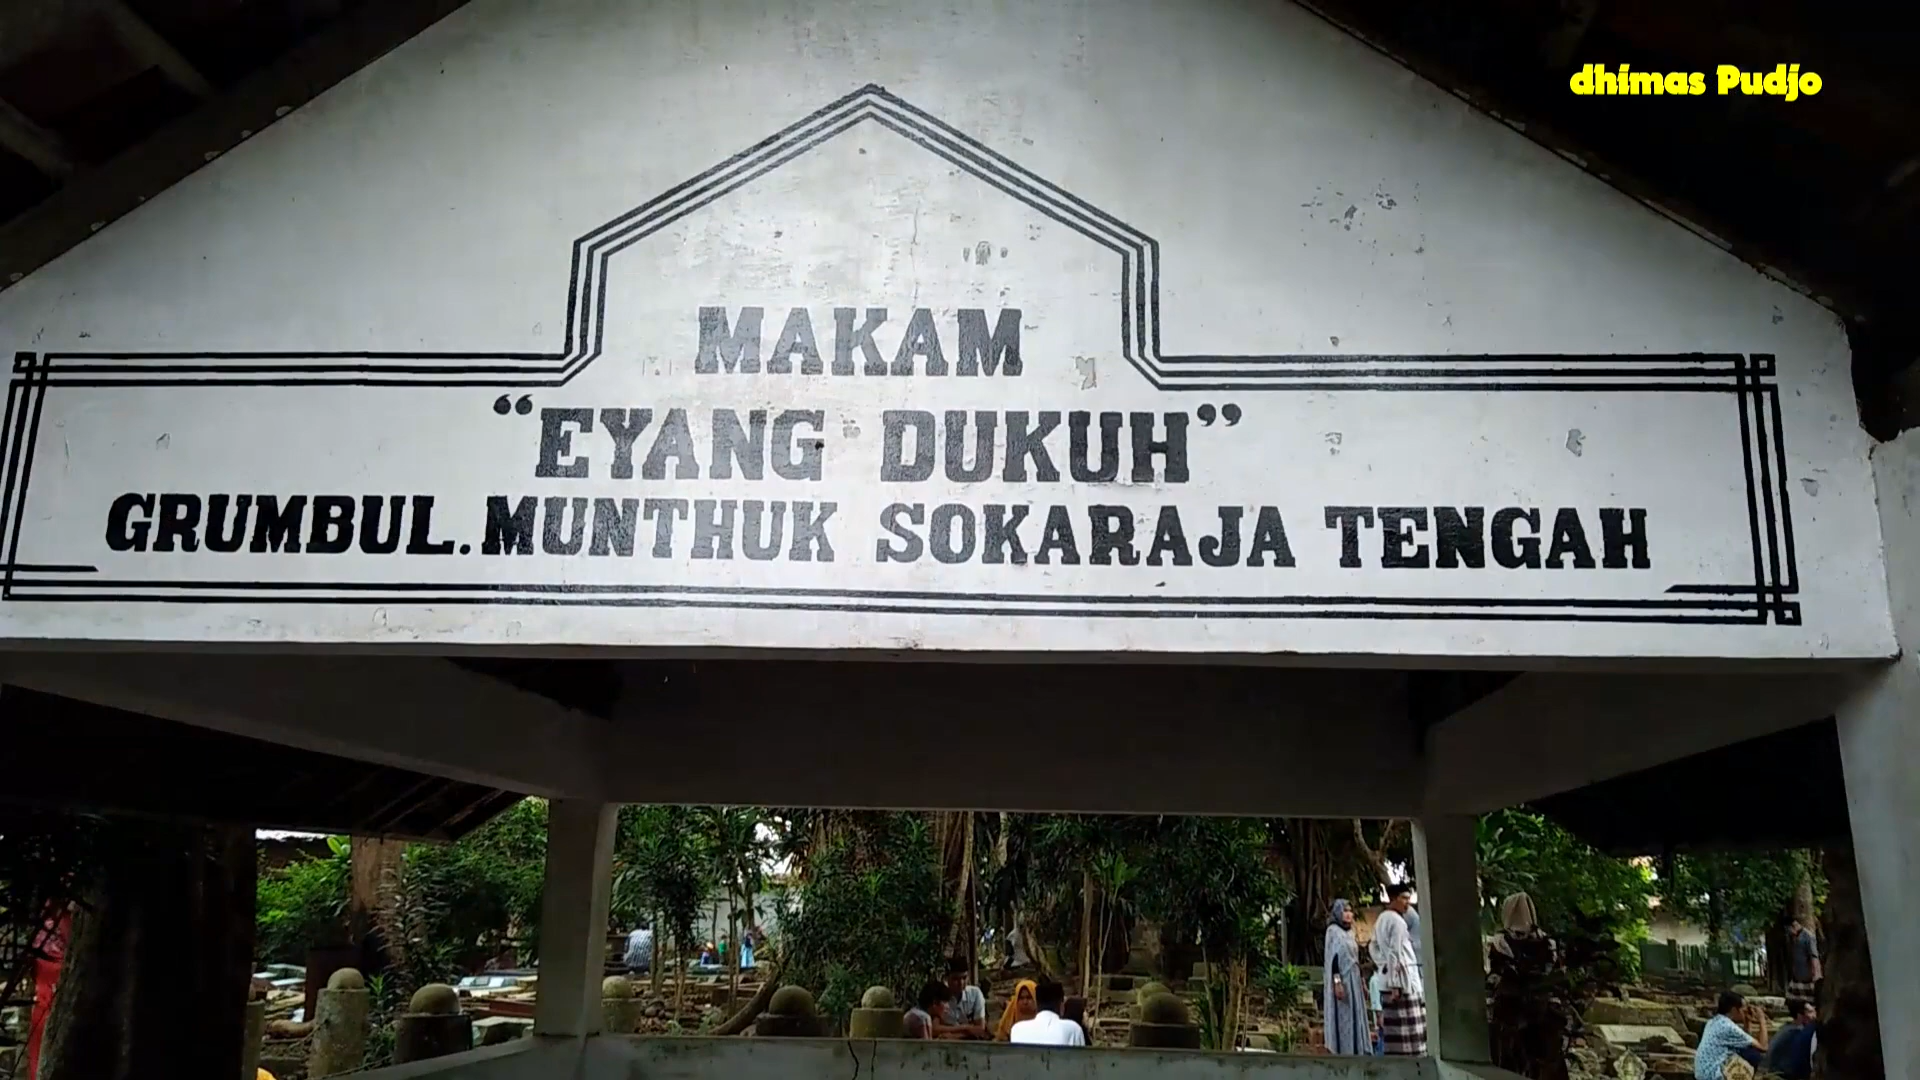 dhimas Pudjo
MAKAM
“EYANG DUKUH”
GRUMBUL.MUNTHUK SOKARAJA TENGAH